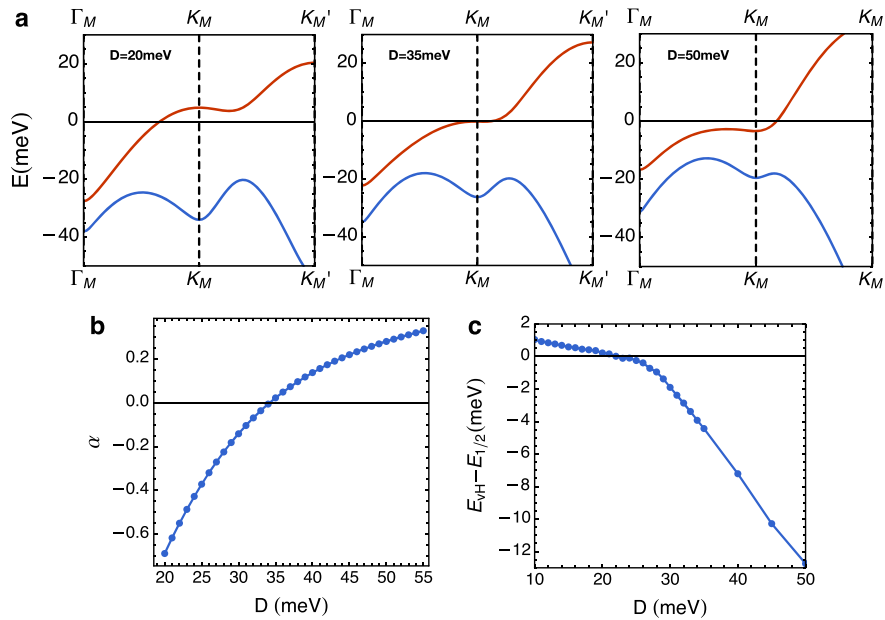 a
Γ_M K_M K_M' Γ_M K_M K_M' Γ_M K_M K_M
D=20meV D=35meV D=50meV
E(meV)
20 20 20
0 0 0
−20 −20 −20
−40 −40 −40
Γ_M K_M K_M' Γ_M K_M K_M' Γ_M K_M K_M
b
α
0.2
0.0
−0.2
−0.4
−0.6
20 25 30 35 40 45 50 55
D (meV)
c
E_vH−E_1/2(meV)
2
0
−2
−4
−6
−8
−10
−12
10 20 30 40 50
D (meV)